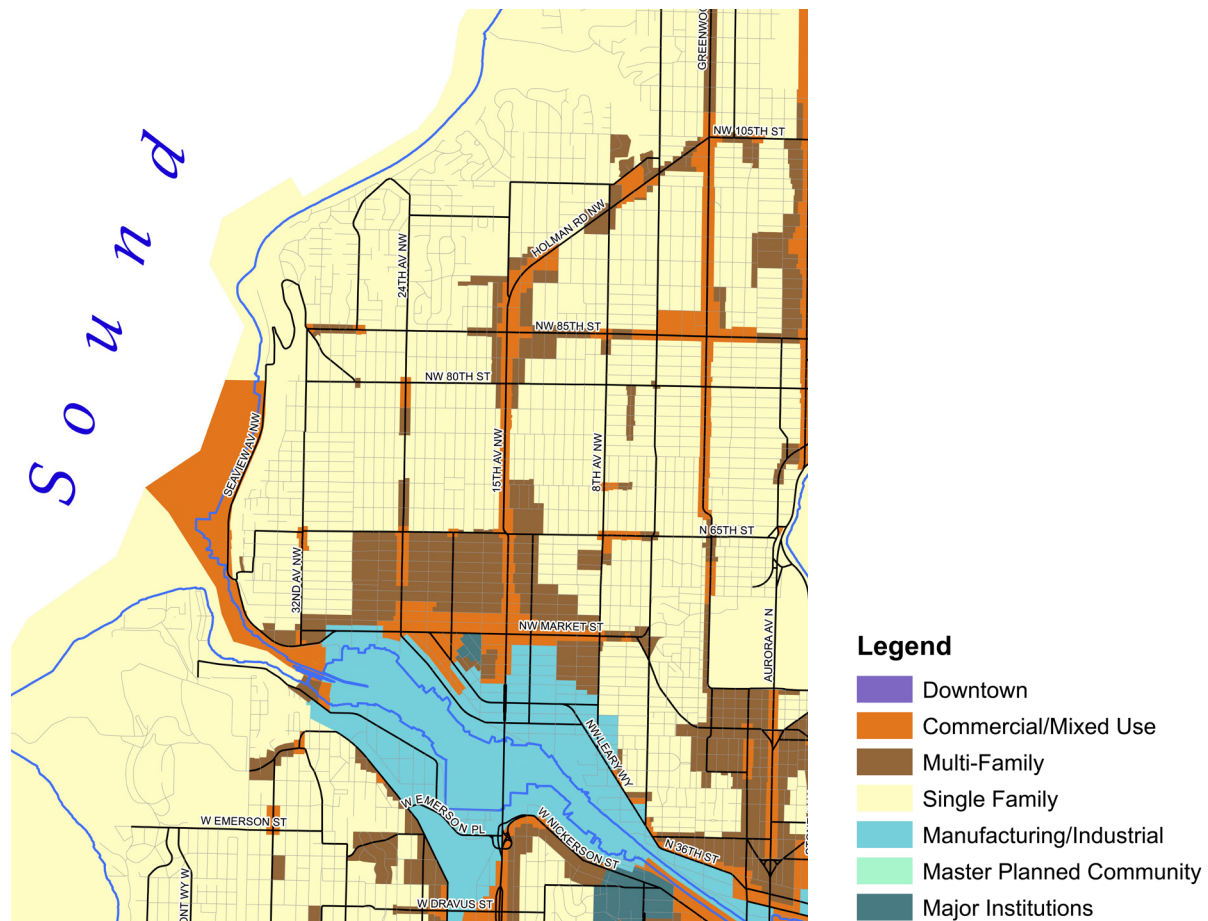 Sound
GREENWOO
NW 105TH ST
HOLMAN RD NW
24TH AV NW
NW 85TH ST
NW 80TH ST
SEAVIEW AV NW
15TH AV NW
8TH AV NW
N 65TH ST
32ND AV NW
NW MARKET ST
AURORA AV N
NW LEARY WY
W EMERSON PL
W EMERSON ST
W NICKERSON ST
N 36TH ST
ONT WY W
W DRAVUS ST
Legend
Downtown
Commercial/Mixed Use
Multi-Family
Single Family
Manufacturing/Industrial
Master Planned Community
Major Institutions